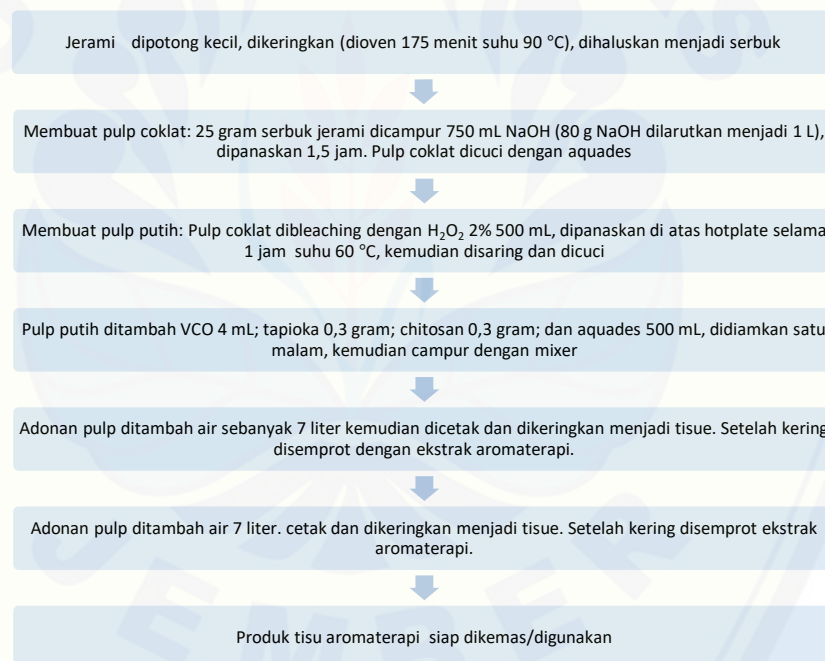 Jerami dipotong kecil, dikeringkan (dioven 175 menit suhu 90 °C), dihaluskan menjadi serbuk
Membuat pulp coklat: 25 gram serbuk jerami dicampur 750 mL NaOH (80 g NaOH dilarutkan menjadi 1 L),
dipanaskan 1,5 jam. Pulp coklat dicuci dengan aquades
Membuat pulp putih: Pulp coklat dibleaching dengan H₂O₂ 2% 500 mL, dipanaskan di atas hotplate selama
1 jam suhu 60 °C, kemudian disaring dan dicuci
Pulp putih ditambah VCO 4 mL; tapioka 0,3 gram; chitosan 0,3 gram; dan aquades 500 mL, didiamkan satu
malam, kemudian campur dengan mixer
Adonan pulp ditambah air sebanyak 7 liter kemudian dicetak dan dikeringkan menjadi tisue. Setelah kering
disemprot dengan ekstrak aromaterapi.
Adonan pulp ditambah air 7 liter. cetak dan dikeringkan menjadi tisue. Setelah kering disemprot ekstrak
aromaterapi.
Produk tisu aromaterapi siap dikemas/digunakan
JEMBER